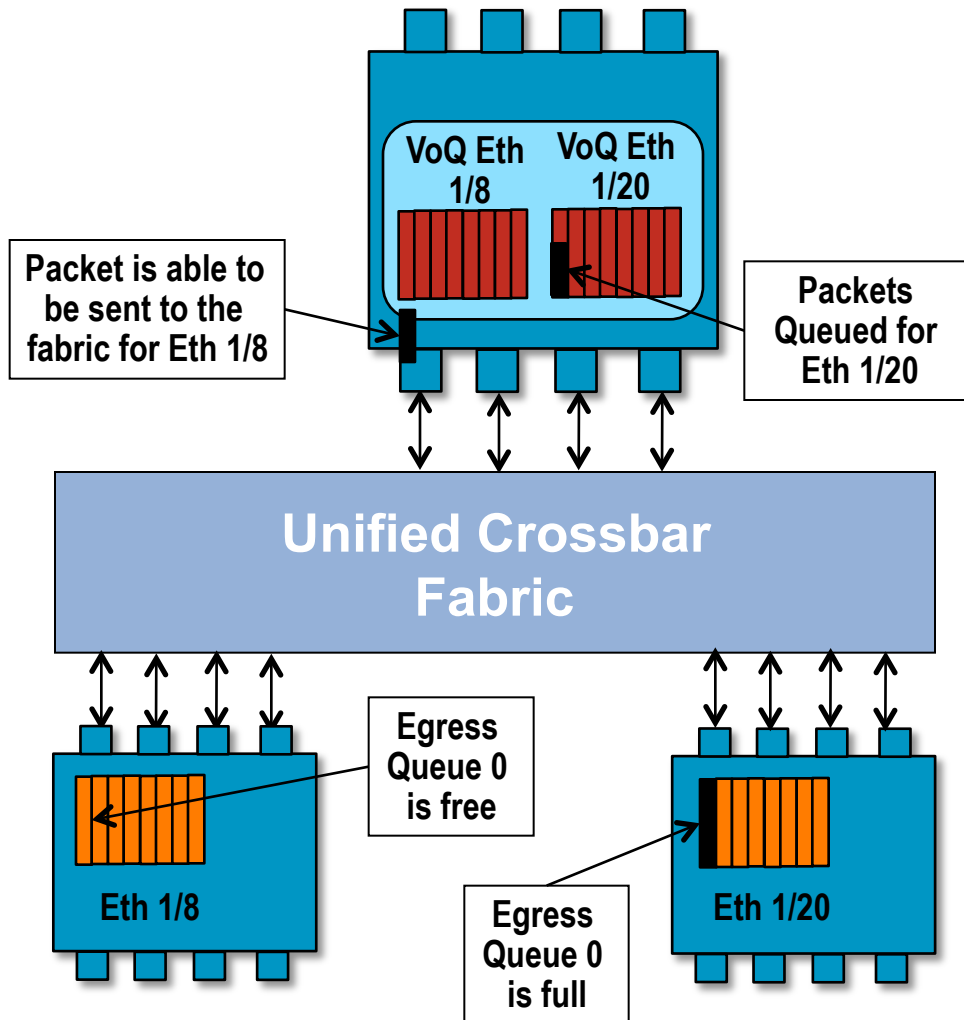 VoQ Eth
1/8
VoQ Eth
1/20
Packet is able to
be sent to the
fabric for Eth 1/8
Packets
Queued for
Eth 1/20
Unified Crossbar
Fabric
Egress
Queue 0
is free
Eth 1/8
Egress
Queue 0
is full
Eth 1/20